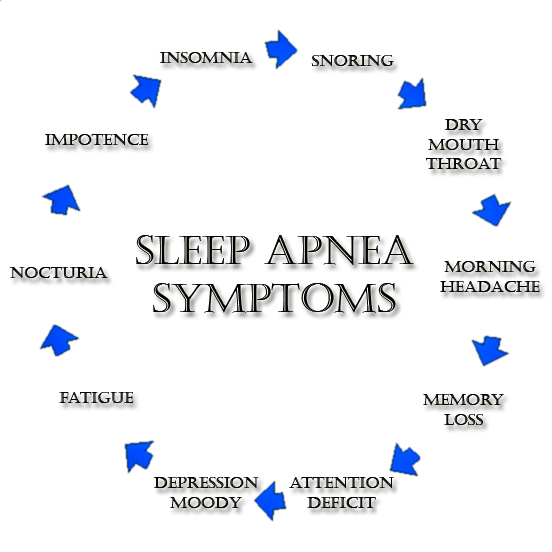 INSOMNIA
SNORING
DRY
MOUTH
THROAT
MORNING
HEADACHE
MEMORY
LOSS
ATTENTION
DEFICIT
DEPRESSION
MOODY
FATIGUE
NOCTURIA
IMPOTENCE
SLEEP APNEA
SYMPTOMS